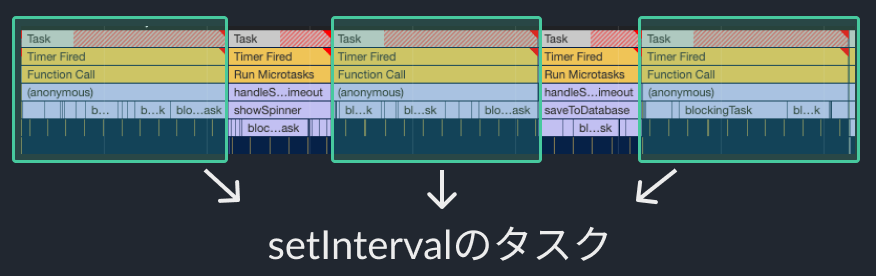 Task Task Task Task Task
Timer Fired Timer Fired Timer Fired Timer Fired Timer Fired
Function Call Run Microtasks Function Call Run Microtasks Function Call
(anonymous) handleS...imeout (anonymous) handleS...imeout (anonymous)
b... b...k blo...ask showSpinner bl...k bl...sk blo...ask saveToDatabase blockingTask bl...k
bloc...ask bl...sk
setIntervalのタスク